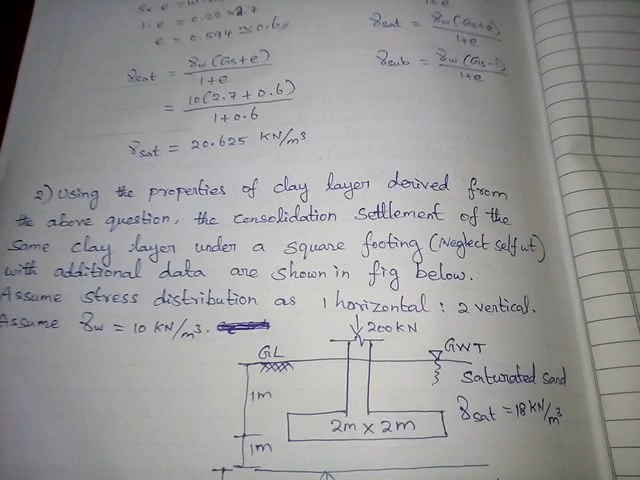 1. e = 0.22 x 2.7
e = 0.594 ≃ 0.6
γsat = γw (Gs+e)
1+e
γsub = γw (Gs-1)
1+e
γsat = γw (Gs+e)
1+e
= 10(2.7+0.6)
1+0.6
γsat = 20.625 KN/m³
2) Using the properties of clay layer derived from
the above question, the consolidation settlement of the
same clay layer under a square footing (Neglect self wt)
with additional data are shown in fig below.
Assume stress distribution as 1 horizontal : 2 vertical.
Assume γw = 10 KN/m³.
200 KN
GL
GWT
Saturated sand
1m
γsat = 18 KN/m³
2m x 2m
1m